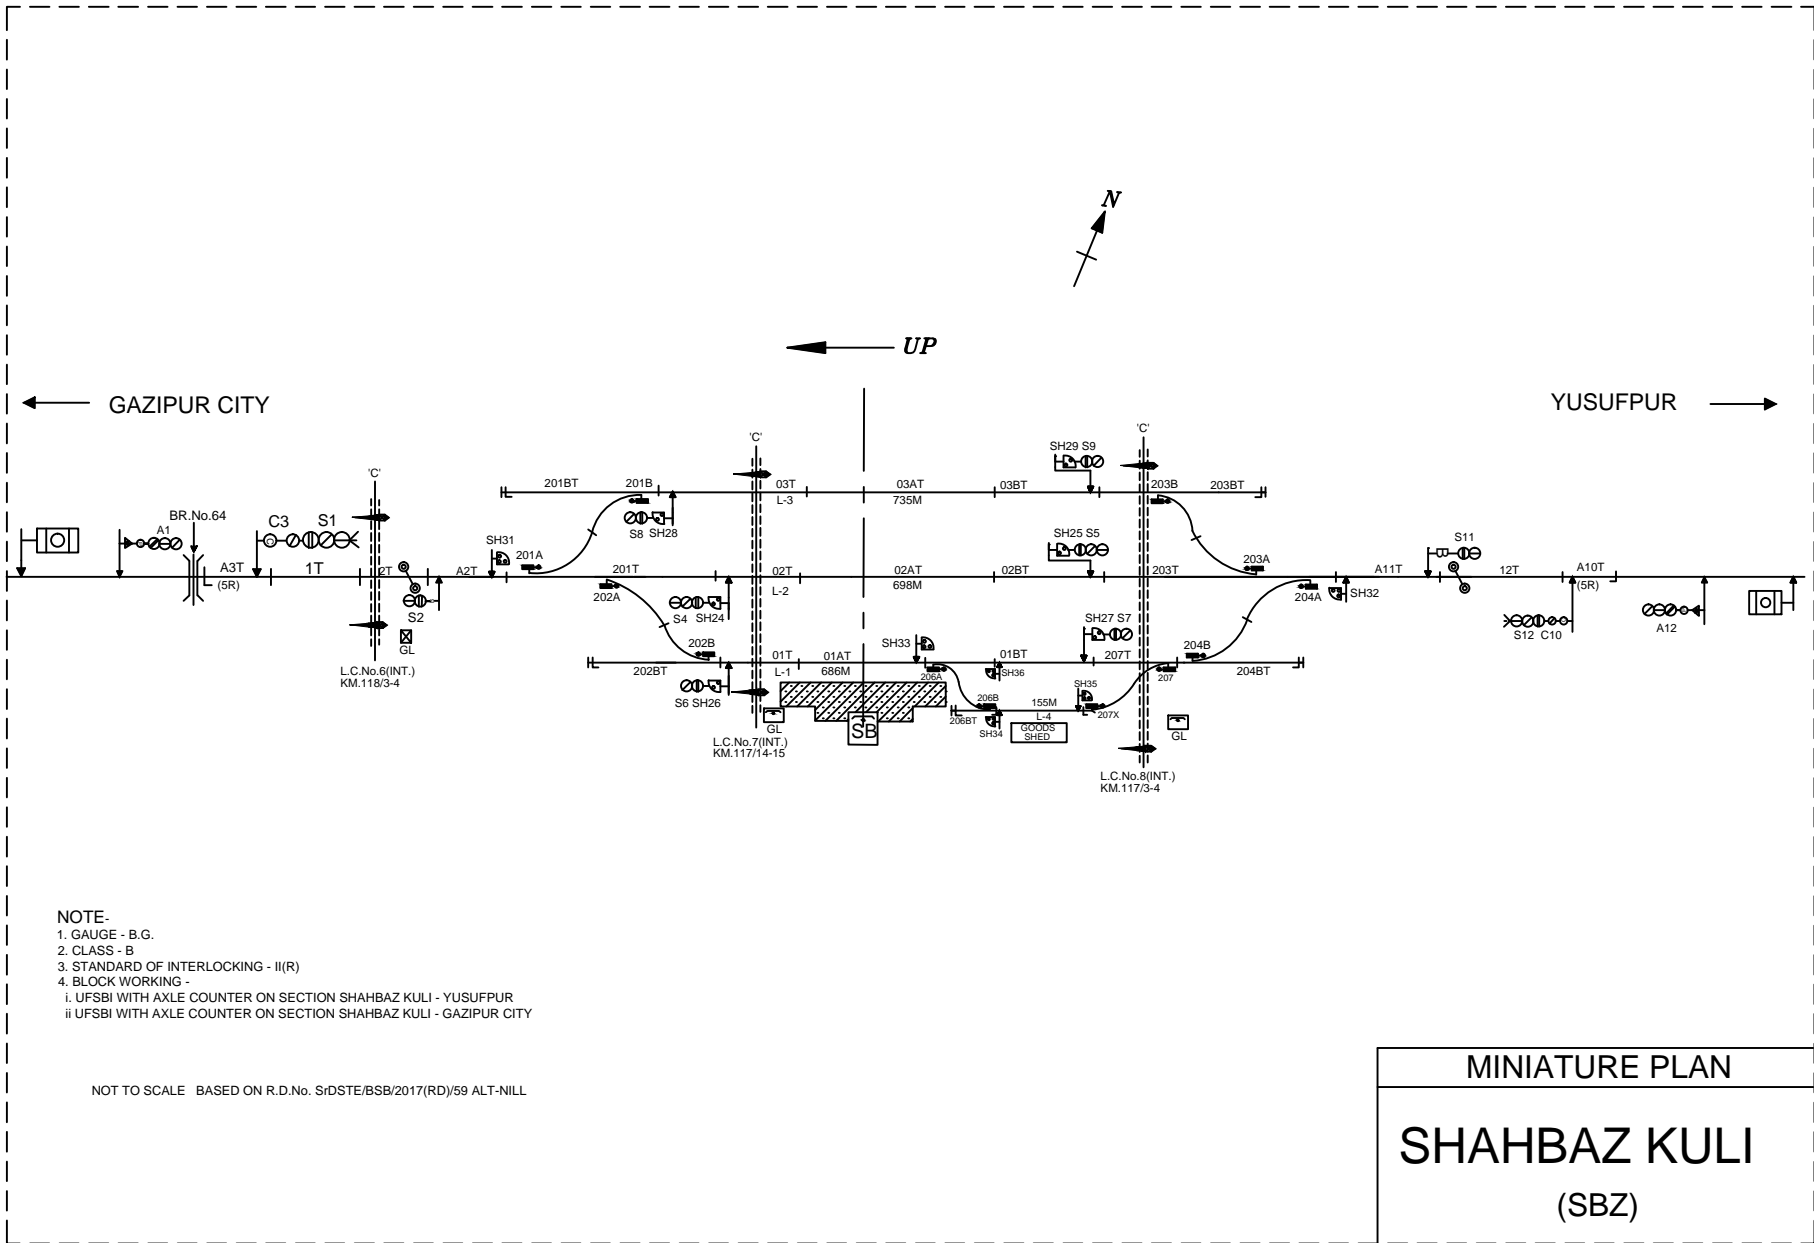 N
UP
GAZIPUR CITY
YUSUFPUR
'C'
'C'
'C'
SH29 S9
201BT
201B
03T
03AT
03BT
203B
203BT
L-3
735M
BR.No.64
A1
C3
S1
C
S8 SH28
SH31
SH25 S5
S11
201A
203A
A3T
(5R)
1T
2T
A2T
201T
02T
02AT
02BT
203T
A11T
12T
A10T
(5R)
L-2
698M
202A
204A
SH32
S2
S4
SH24
S12 C10
A12
GL
SH33
SH27 S7
202B
01T
01AT
01BT
207T
204B
202BT
L-1
686M
206A
SH36
207
204BT
L.C.No.6(INT.)
KM.118/3-4
S6 SH26
SH35
206B
155M
206BT
L-4
207X
GL
SB
SH34
GOODS
SHED
GL
L.C.No.7(INT.)
KM.117/14-15
L.C.No.8(INT.)
KM.117/3-4
NOTE-
1. GAUGE - B.G.
2. CLASS - B
3. STANDARD OF INTERLOCKING - II(R)
4. BLOCK WORKING -
i. UFSBI WITH AXLE COUNTER ON SECTION SHAHBAZ KULI - YUSUFPUR
ii UFSBI WITH AXLE COUNTER ON SECTION SHAHBAZ KULI - GAZIPUR CITY
NOT TO SCALE BASED ON R.D.No. SrDSTE/BSB/2017(RD)/59 ALT-NILL
MINIATURE PLAN
SHAHBAZ KULI
(SBZ)